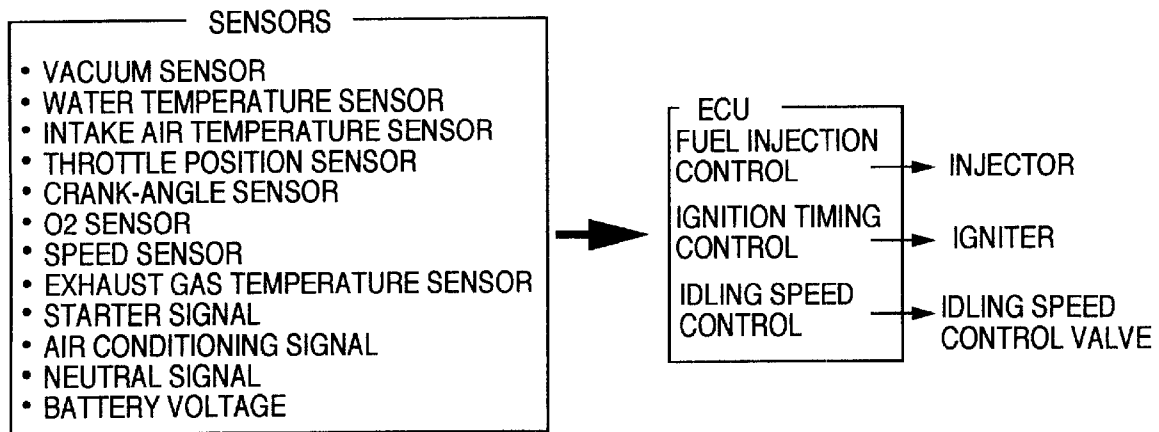 SENSORS
• VACUUM SENSOR
• WATER TEMPERATURE SENSOR
• INTAKE AIR TEMPERATURE SENSOR
• THROTTLE POSITION SENSOR
• CRANK-ANGLE SENSOR
• O2 SENSOR
• SPEED SENSOR
• EXHAUST GAS TEMPERATURE SENSOR
• STARTER SIGNAL
• AIR CONDITIONING SIGNAL
• NEUTRAL SIGNAL
• BATTERY VOLTAGE
ECU
FUEL INJECTION
CONTROL
INJECTOR
IGNITION TIMING
CONTROL
IGNITER
IDLING SPEED
CONTROL
IDLING SPEED
CONTROL VALVE